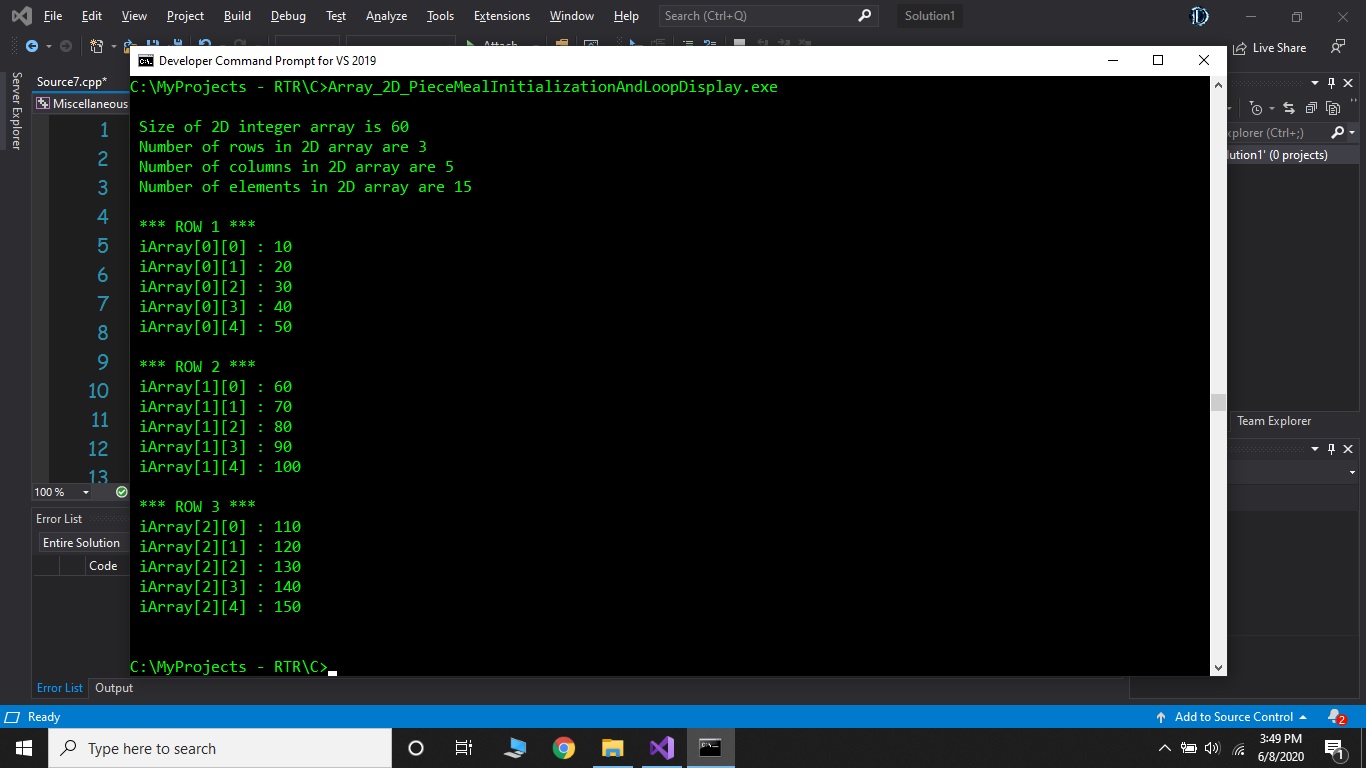 File Edit View Project Build Debug Test Analyze Tools Extensions Window Help Search (Ctrl+Q) Solution1
Attach
Live Share
Developer Command Prompt for VS 2019
Server Explorer
Source7.cpp*
Miscellaneous
1
2
3
4
5
6
7
8
9
10
11
12
13
C:\MyProjects - RTR\C>Array_2D_PieceMealInitializationAndLoopDisplay.exe
Size of 2D integer array is 60
Number of rows in 2D array are 3
Number of columns in 2D array are 5
Number of elements in 2D array are 15
*** ROW 1 ***
iArray[0][0] : 10
iArray[0][1] : 20
iArray[0][2] : 30
iArray[0][3] : 40
iArray[0][4] : 50
*** ROW 2 ***
iArray[1][0] : 60
iArray[1][1] : 70
iArray[1][2] : 80
iArray[1][3] : 90
iArray[1][4] : 100
*** ROW 3 ***
iArray[2][0] : 110
iArray[2][1] : 120
iArray[2][2] : 130
iArray[2][3] : 140
iArray[2][4] : 150
C:\MyProjects - RTR\C>
xplorer (Ctrl+;)
lution1' (0 projects)
Team Explorer
100 %
Error List
Entire Solution
Code
Error List Output
Ready
Add to Source Control
2
Type here to search
3:49 PM
6/8/2020
1